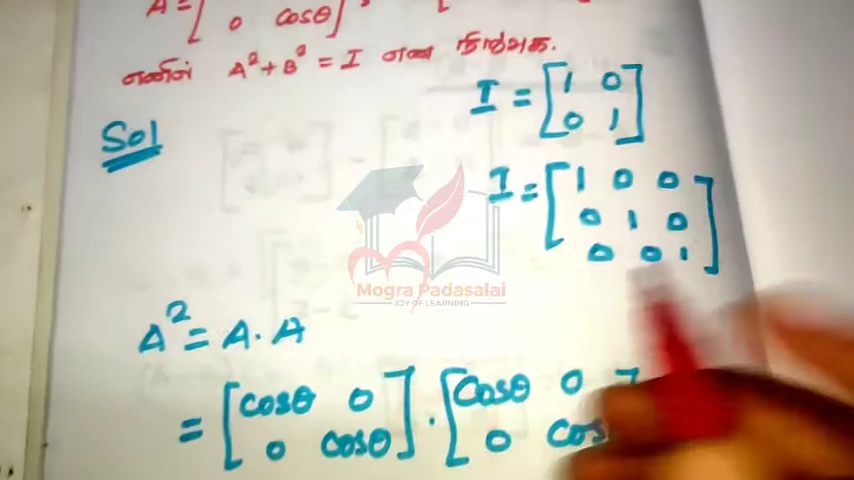 A =
0 cosθ
எனில் A² + B² = I என நிறுவுக.
Sol
I = [1 0
0 1]
I = [1 0 0
0 1 0
0 0 1]
Mogra Padasalai
JOY OF LEARNING
A² = A . A
= [cosθ 0] . [cosθ 0
0 cosθ 0 cos